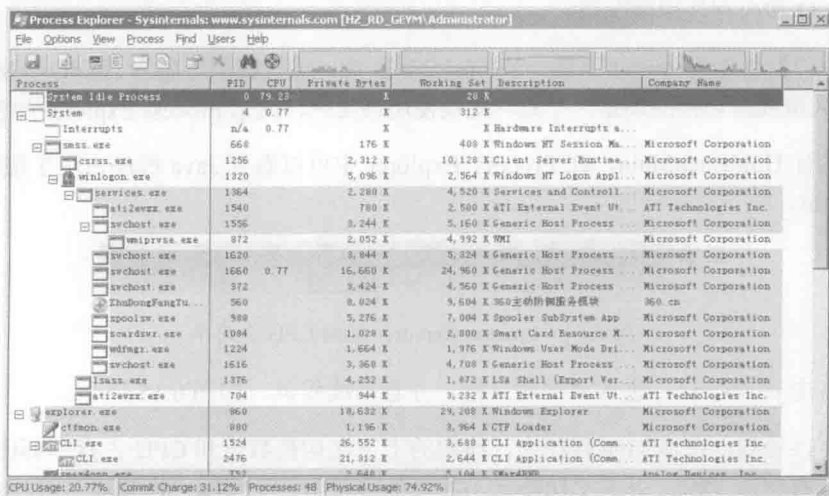 Process Explorer - Sysinternals: www.sysinternals.com [HZ_RD_GEYM\Administrator]
File Options View Process Find Users Help
Process PID CPU Private Bytes Working Set Description Company Name
System Idle Process 0 79.23 K 28 K
System 4 0.77 K 312 K
Interrupts n/a 0.77 K K Hardware Interrupts a...
smss.exe 668 176 K 408 K Windows NT Session Ma... Microsoft Corporation
csrss.exe 1256 2,312 K 10,128 K Client Server Runtime... Microsoft Corporation
winlogon.exe 1320 5,096 K 2,564 K Windows NT Logon Appl... Microsoft Corporation
services.exe 1364 2,280 K 4,520 K Services and Controll... Microsoft Corporation
ati2evxx.exe 1540 780 K 2,580 K ATI External Event Ut... ATI Technologies Inc.
svchost.exe 1556 3,244 K 5,160 K Generic Host Process ... Microsoft Corporation
wmiprvse.exe 872 2,052 K 4,992 K WMI Microsoft Corporation
svchost.exe 1620 3,844 K 5,324 K Generic Host Process ... Microsoft Corporation
svchost.exe 1660 0.77 16,660 K 24,960 K Generic Host Process ... Microsoft Corporation
svchost.exe 372 3,424 K 4,560 K Generic Host Process ... Microsoft Corporation
ZhuDongFangYu... 560 8,024 K 9,604 K 360主动防御服务模块 360.cn
spoolsv.exe 988 5,276 K 7,004 K Spooler SubSystem App Microsoft Corporation
scardsvr.exe 1084 1,028 K 2,800 K Smart Card Resource M... Microsoft Corporation
wdfmgr.exe 1224 1,664 K 1,976 K Windows User Mode Dri... Microsoft Corporation
svchost.exe 1616 3,368 K 4,708 K Generic Host Process ... Microsoft Corporation
lsass.exe 1376 4,252 K 1,872 K LSA Shell (Export Ver... Microsoft Corporation
ati2evxx.exe 704 944 K 3,232 K ATI External Event Ut... ATI Technologies Inc.
explorer.exe 860 18,632 K 29,208 K Windows Explorer Microsoft Corporation
ctfmon.exe 880 1,196 K 3,964 K CTF Loader Microsoft Corporation
CLI.exe 1524 26,552 K 3,688 K CLI Application (Comm... ATI Technologies Inc.
CLI.exe 2476 21,312 K 2,644 K CLI Application (Comm... ATI Technologies Inc.
CPU Usage: 20.77% Commit Charge: 31.12% Processes: 48 Physical Usage: 74.92%